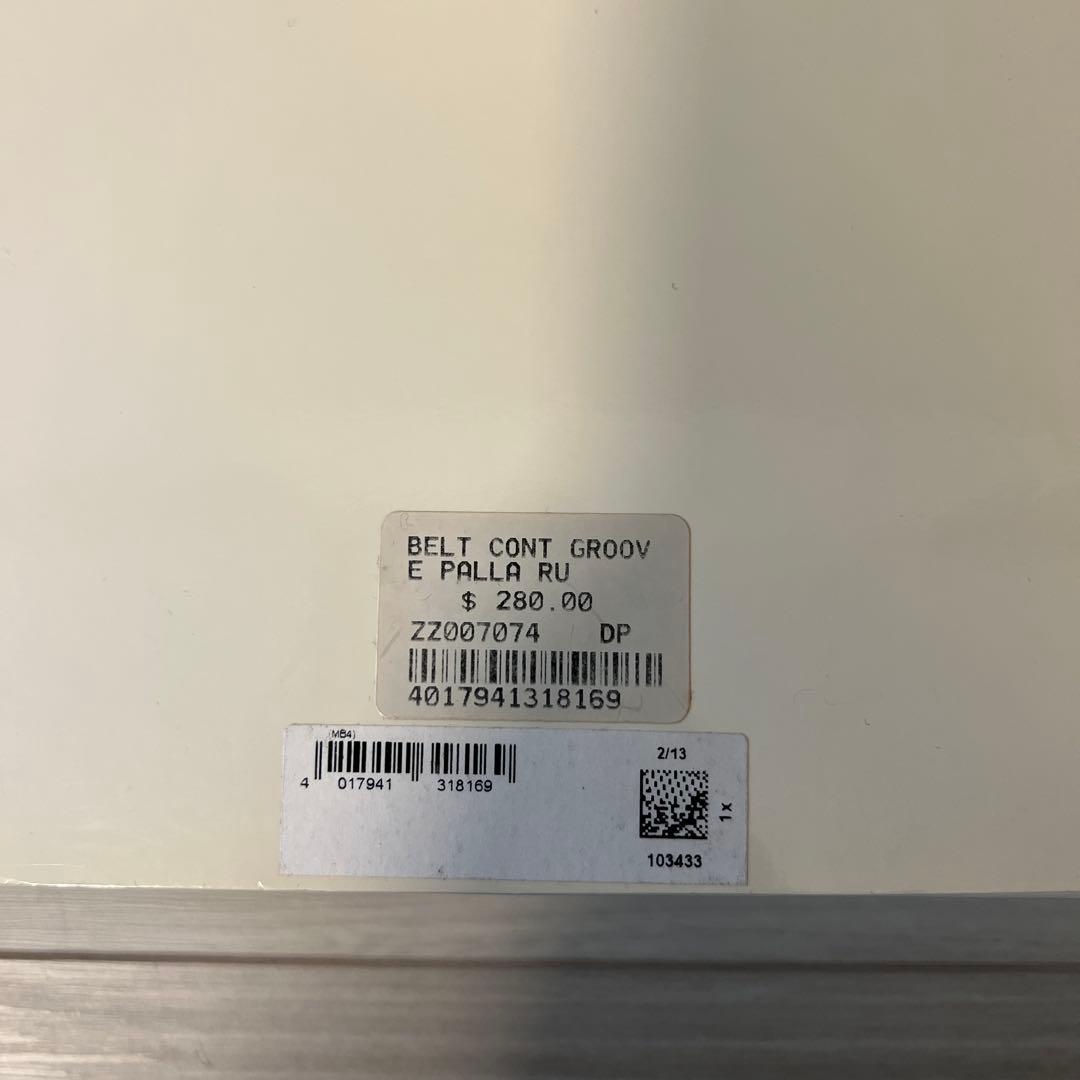 BELT CONT GROOV
E PALLA RU
$ 280.00
ZZ007074 DP
4017941318169
(MB4)
4 017941 318169
2/13
1x
103433